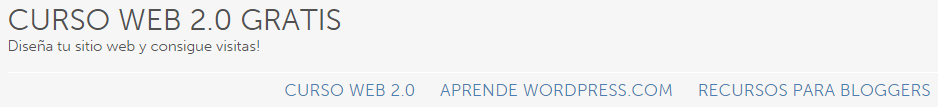 CURSO WEB 2.0 GRATIS
Diseña tu sitio web y consigue visitas!
CURSO WEB 2.0 APRENDE WORDPRESS.COM RECURSOS PARA BLOGGERS